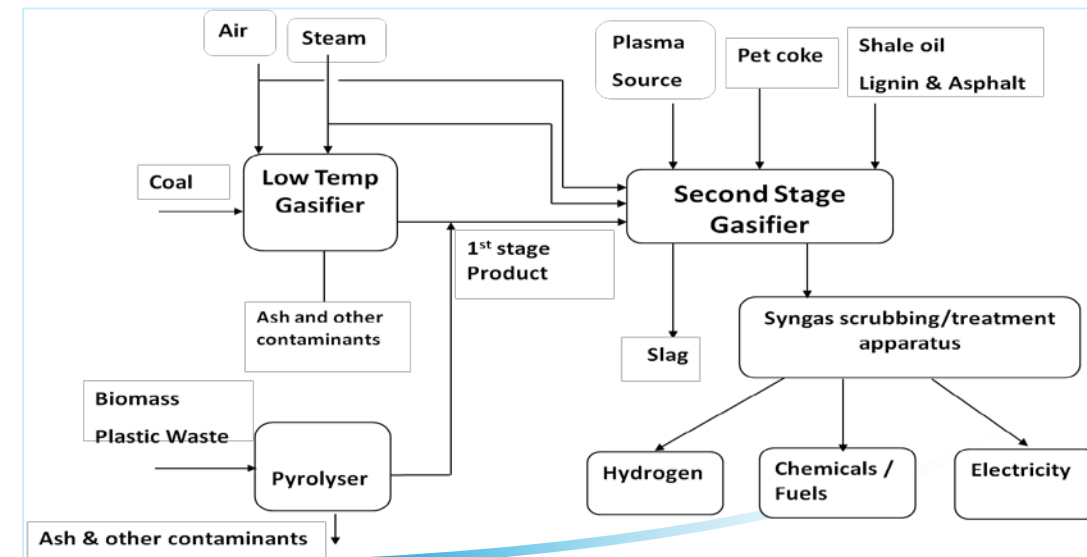 Air
Steam
Plasma
Source
Pet coke
Shale oil
Lignin & Asphalt
Coal
Low Temp
Gasifier
Second Stage
Gasifier
1st stage
Product
Ash and other
contaminants
Slag
Syngas scrubbing/treatment
apparatus
Biomass
Plastic Waste
Pyrolyser
Hydrogen
Chemicals /
Fuels
Electricity
Ash & other contaminants